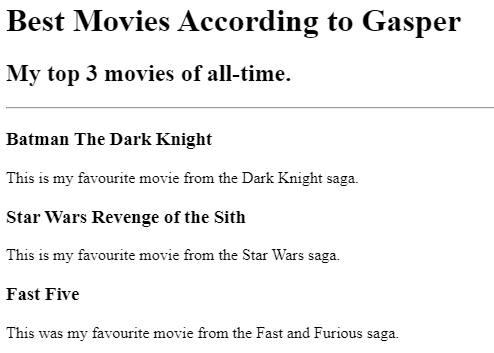 Best Movies According to Gasper
My top 3 movies of all-time.
Batman The Dark Knight
This is my favourite movie from the Dark Knight saga.
Star Wars Revenge of the Sith
This is my favourite movie from the Star Wars saga.
Fast Five
This was my favourite movie from the Fast and Furious saga.